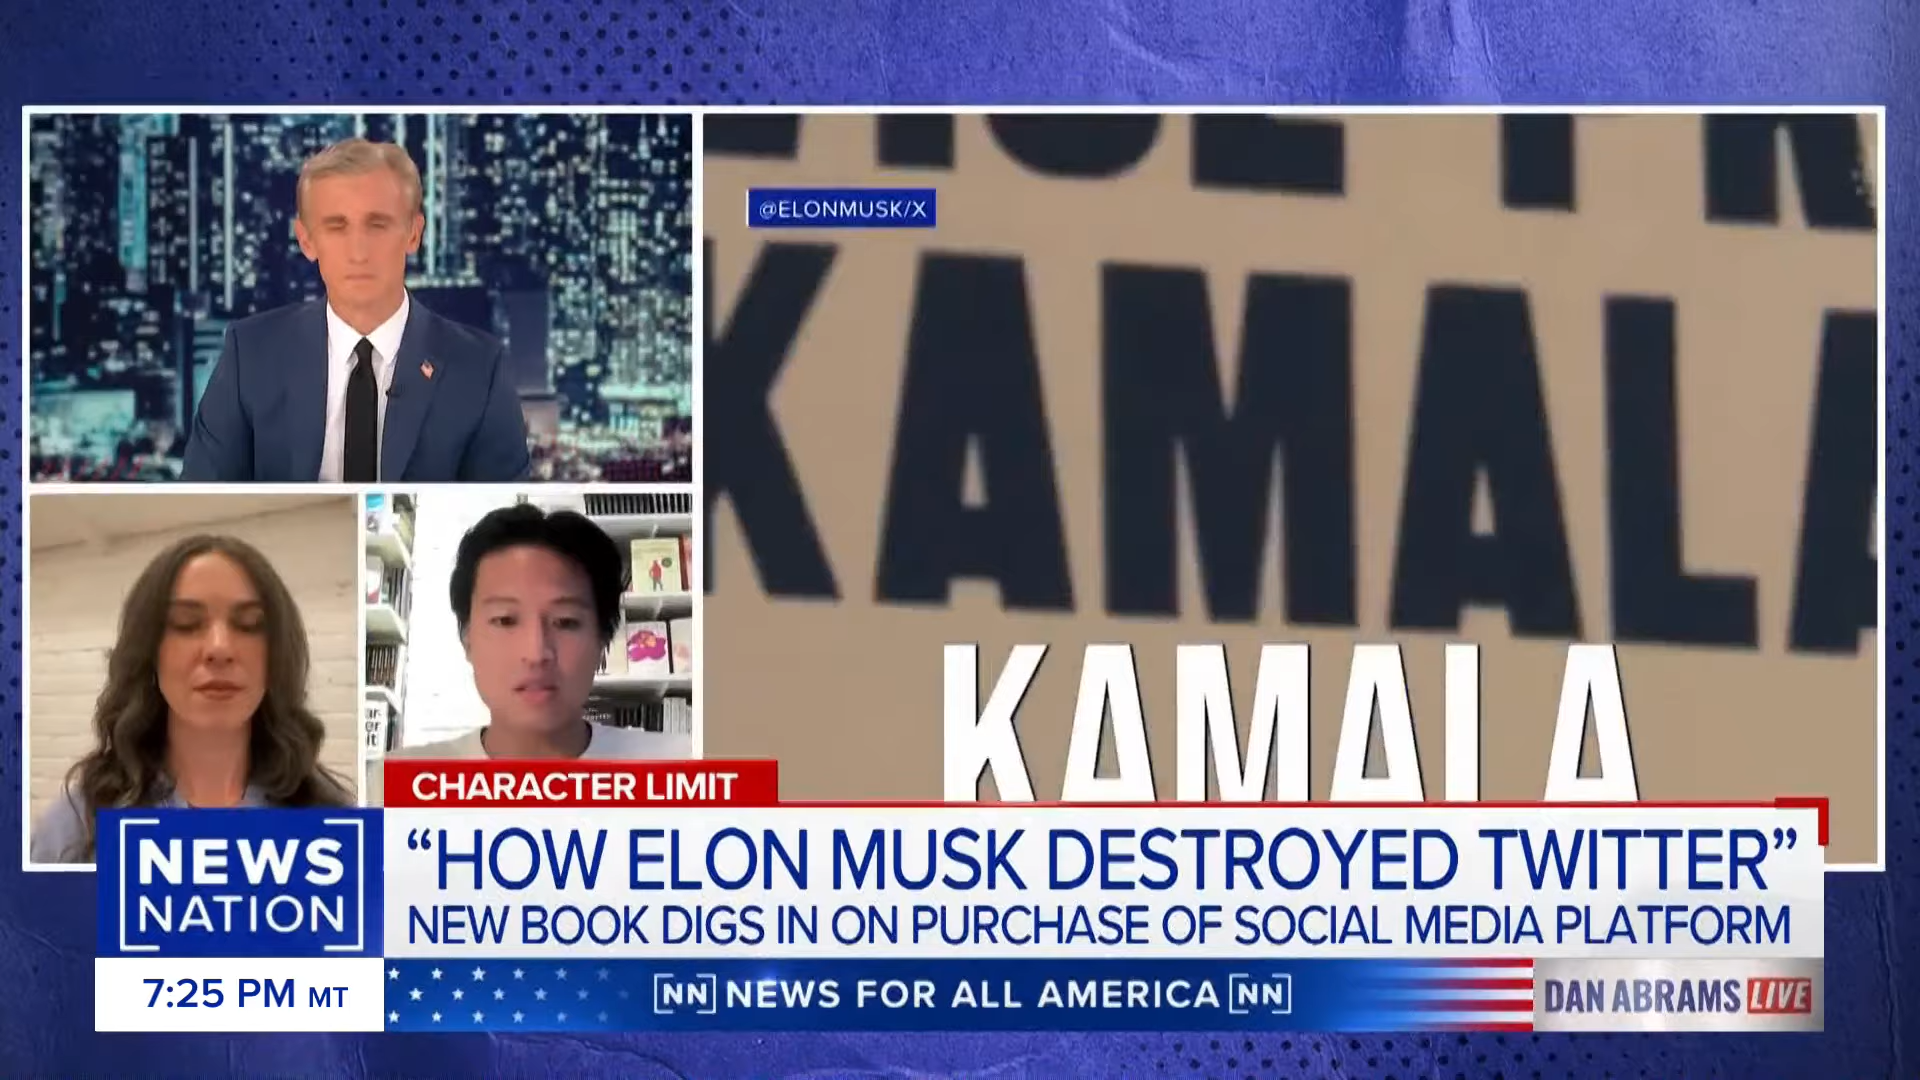 @ELONMUSK/X
KAMALA
KAMALA
CHARACTER LIMIT
“HOW ELON MUSK DESTROYED TWITTER”
NEW BOOK DIGS IN ON PURCHASE OF SOCIAL MEDIA PLATFORM
NEWS
NATION
7:25 PM MT
NN NEWS FOR ALL AMERICA NN
DAN ABRAMS LIVE